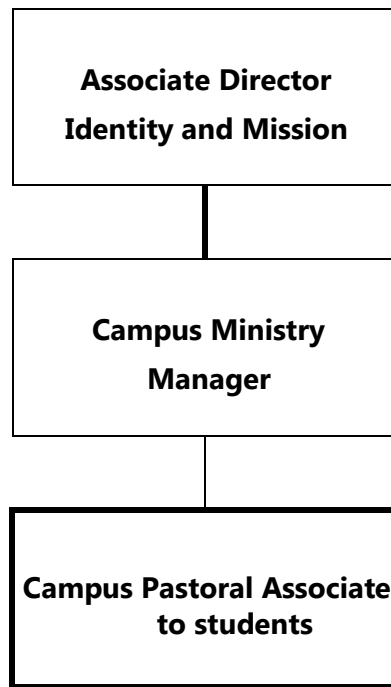 Associate Director
Identity and Mission
Campus Ministry
Manager
Campus Pastoral Associate
to students